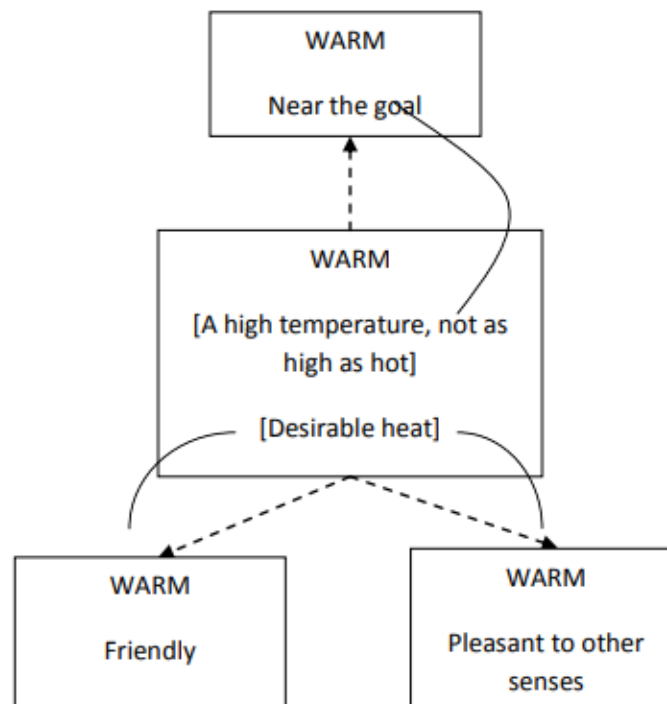 WARM
Near the goal
WARM
[A high temperature, not as
high as hot]
[Desirable heat]
WARM
Friendly
WARM
Pleasant to other
senses